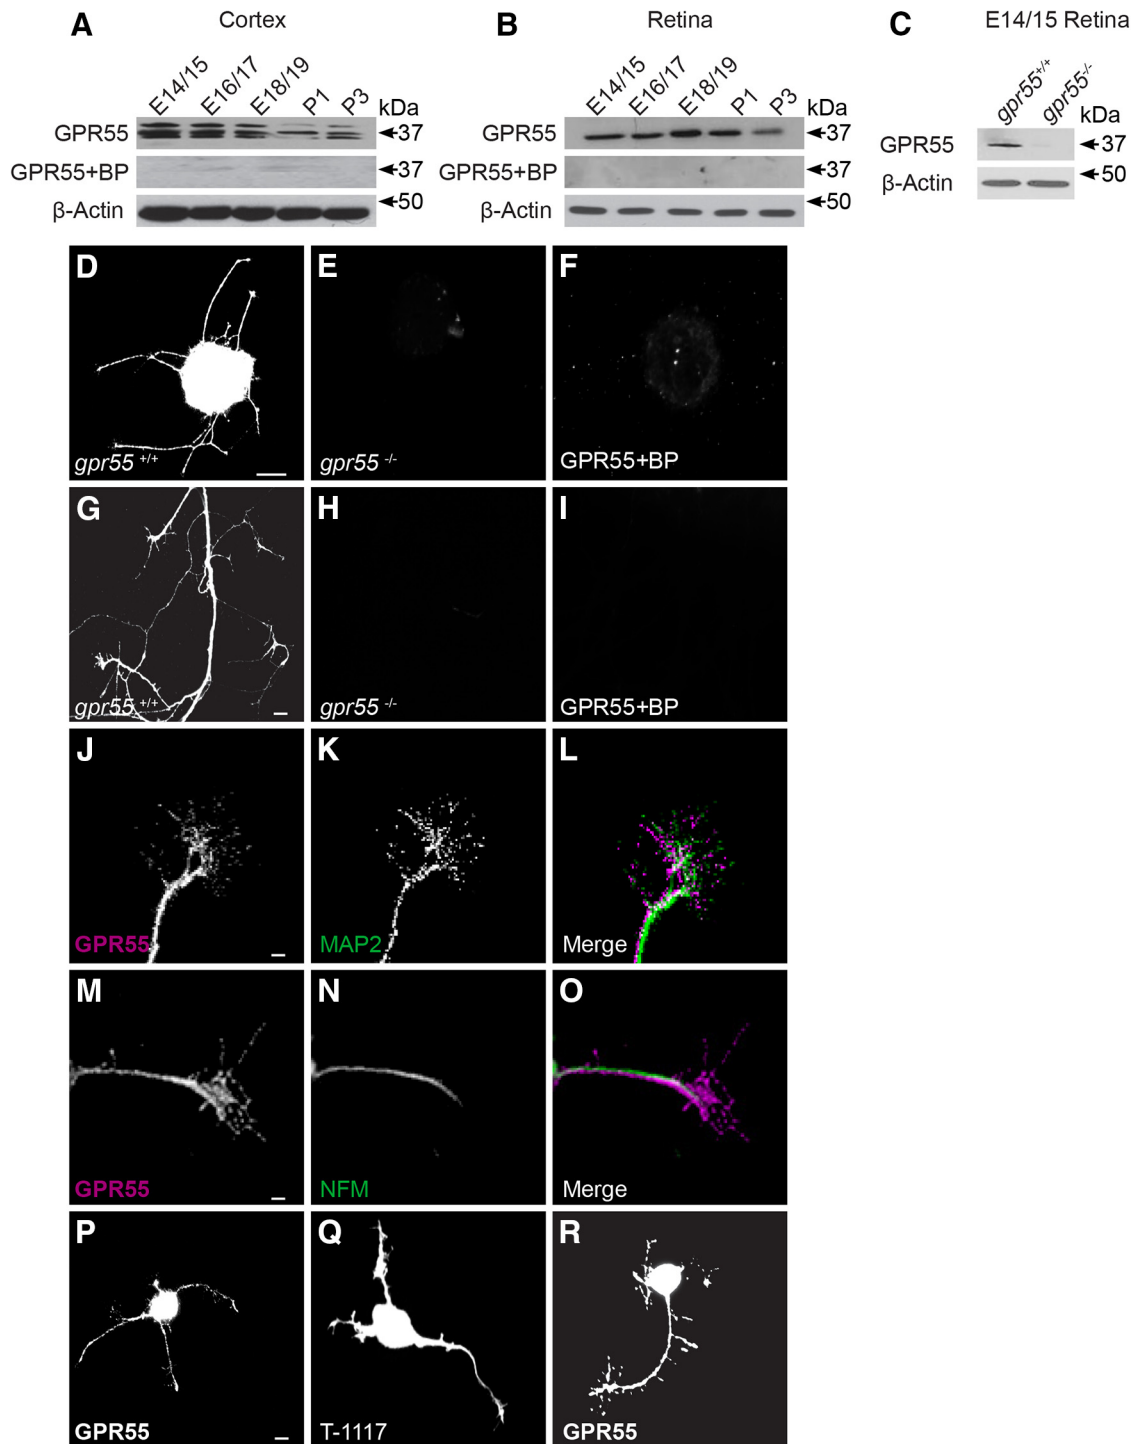 A Cortex
E14/15 E16/17 E18/19 P1 P3 kDa
GPR55 37
GPR55+BP 37
β-Actin 50
B Retina
E14/15 E16/17 E18/19 P1 P3 kDa
GPR55 37
GPR55+BP 37
β-Actin 50
C E14/15 Retina
gpr55+/+ gpr55-/- kDa
GPR55 37
β-Actin 50
D gpr55 +/+
E gpr55 -/-
F GPR55+BP
G gpr55 +/+
H gpr55 -/-
I GPR55+BP
J GPR55
K MAP2
L Merge
M GPR55
N NFM
O Merge
P GPR55
Q T-1117
R GPR55